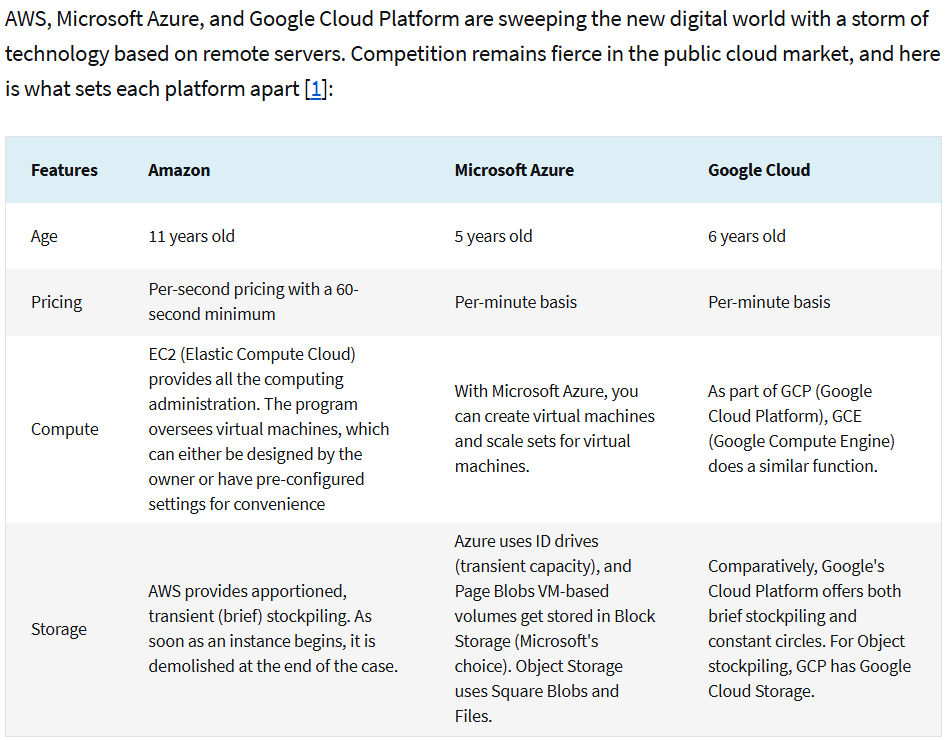 AWS, Microsoft Azure, and Google Cloud Platform are sweeping the new digital world with a storm of
technology based on remote servers. Competition remains fierce in the public cloud market, and here
is what sets each platform apart [1]:
Features Amazon Microsoft Azure Google Cloud
Age 11 years old 5 years old 6 years old
Pricing
Per-second pricing with a 60-
second minimum
Per-minute basis
Per-minute basis
Compute
EC2 (Elastic Compute Cloud)
provides all the computing
administration. The program
oversees virtual machines, which
can either be designed by the
owner or have pre-configured
settings for convenience
With Microsoft Azure, you
can create virtual machines
and scale sets for virtual
machines.
As part of GCP (Google
Cloud Platform), GCE
(Google Compute Engine)
does a similar function.
Storage
AWS provides apportioned,
transient (brief) stockpiling. As
soon as an instance begins, it is
demolished at the end of the case.
Azure uses ID drives
(transient capacity), and
Page Blobs VM-based
volumes get stored in Block
Storage (Microsoft's
choice). Object Storage
uses Square Blobs and
Files.
Comparatively, Google's
Cloud Platform offers both
brief stockpiling and
constant circles. For Object
stockpiling, GCP has Google
Cloud Storage.